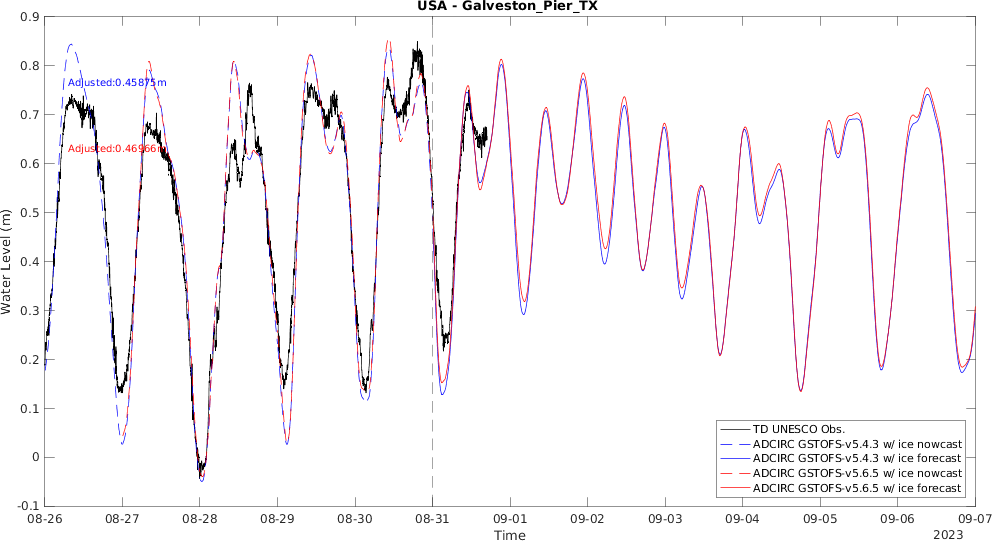 USA - Galveston_Pier_TX
0.9
0.8
0.7
0.6
0.5
0.4
0.3
0.2
0.1
0
-0.1
Water Level (m)
Adjusted:0.45875m
Adjusted:0.46966m
TD UNESCO Obs.
ADCIRC GSTOFS-v5.4.3 w/ ice nowcast
ADCIRC GSTOFS-v5.4.3 w/ ice forecast
ADCIRC GSTOFS-v5.6.5 w/ ice nowcast
ADCIRC GSTOFS-v5.6.5 w/ ice forecast
08-26 08-27 08-28 08-29 08-30 08-31 09-01 09-02 09-03 09-04 09-05 09-06 09-07
Time
2023